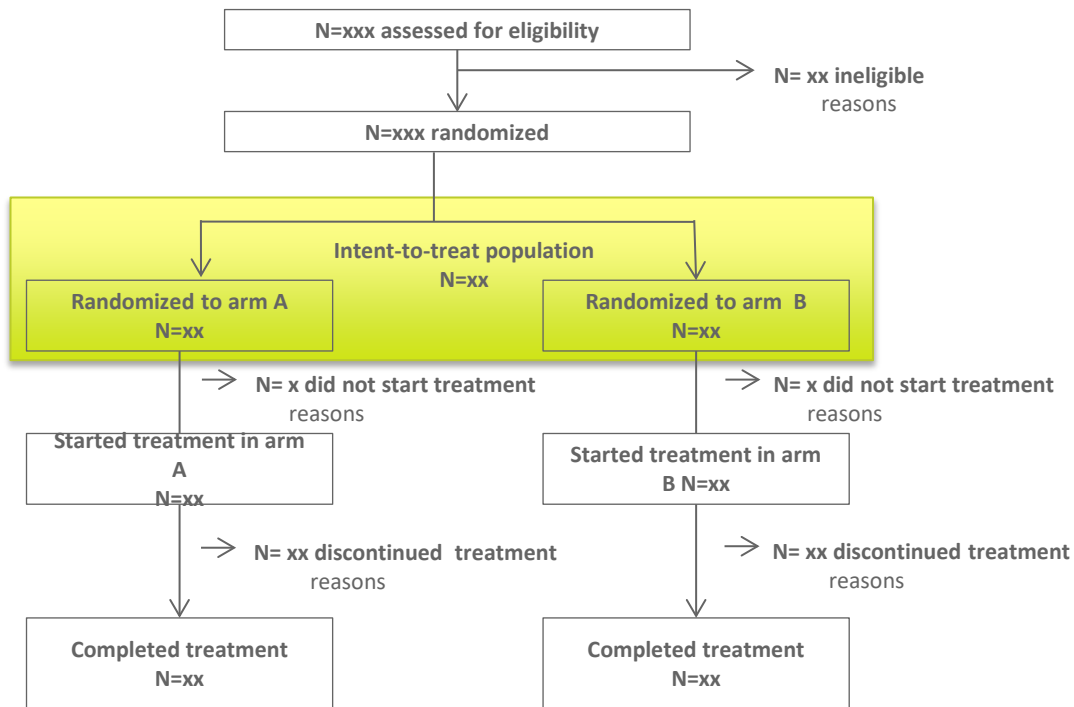 N=xxx assessed for eligibility
N= xx ineligible
reasons
N=xxx randomized
Intent-to-treat population
N=xx
Randomized to arm A
N=xx
Randomized to arm B
N=xx
N= x did not start treatment
reasons
N= x did not start treatment
reasons
Started treatment in arm
A
N=xx
Started treatment in arm
B N=xx
N= xx discontinued treatment
reasons
N= xx discontinued treatment
reasons
Completed treatment
N=xx
Completed treatment
N=xx